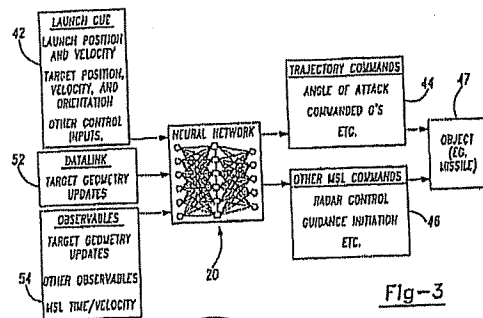 42
LAUNCH CUE
LAUNCH POSITION
AND VELOCITY
TARGET POSITION,
VELOCITY, AND
ORIENTATION
OTHER CONTROL
INPUTS,
52
DATALINK
TARGET GEOMETRY
UPDATES
54
OBSERVABLES
TARGET GEOMETRY
UPDATES
OTHER OBSERVABLES
MSL TIME/VELOCITY
NEURAL NETWORK
20
TRAJECTORY COMMANDS
ANGLE OF ATTACK
COMMANDED G'S
ETC.
44
OTHER MSL COMMANDS
RADAR CONTROL
GUIDANCE INITIATION
ETC.
46
47
OBJECT
(EG.
MISSILE)
Fig-3